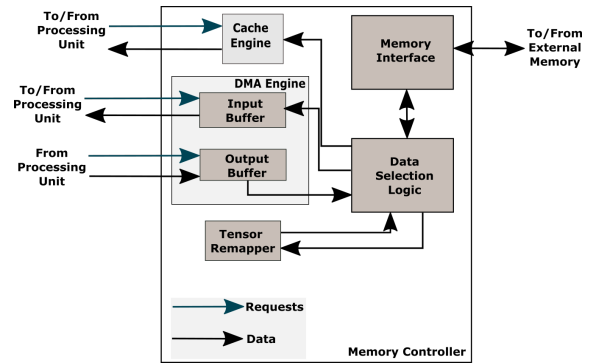 To/From
Processing
Unit
Cache
Engine
Memory
Interface
To/From
External
Memory
DMA Engine
To/From
Processing
Unit
Input
Buffer
From
Processing
Unit
Output
Buffer
Data
Selection
Logic
Tensor
Remapper
Requests
Data
Memory Controller